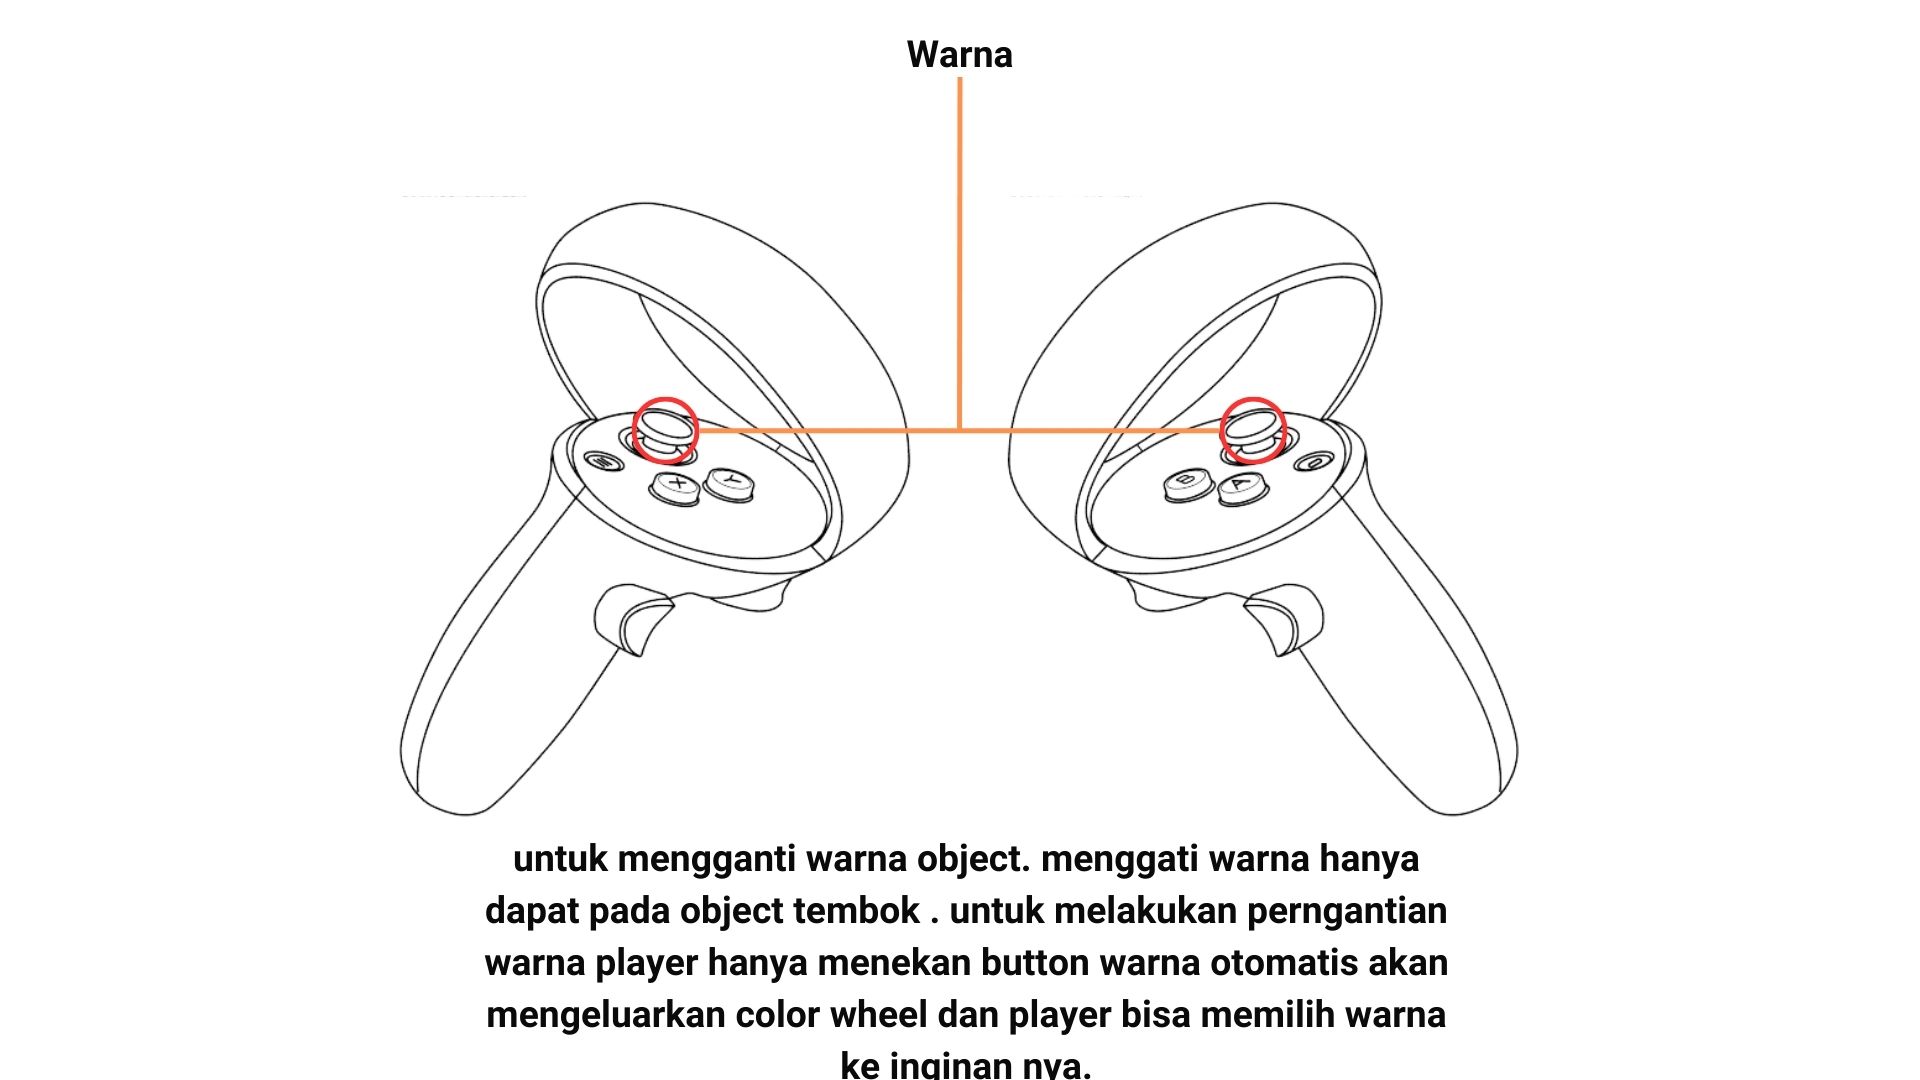 Warna
X
Y
B
A
untuk mengganti warna object. menggati warna hanya
dapat pada object tembok . untuk melakukan perngantian
warna player hanya menekan button warna otomatis akan
mengeluarkan color wheel dan player bisa memilih warna
ke inginan nya.